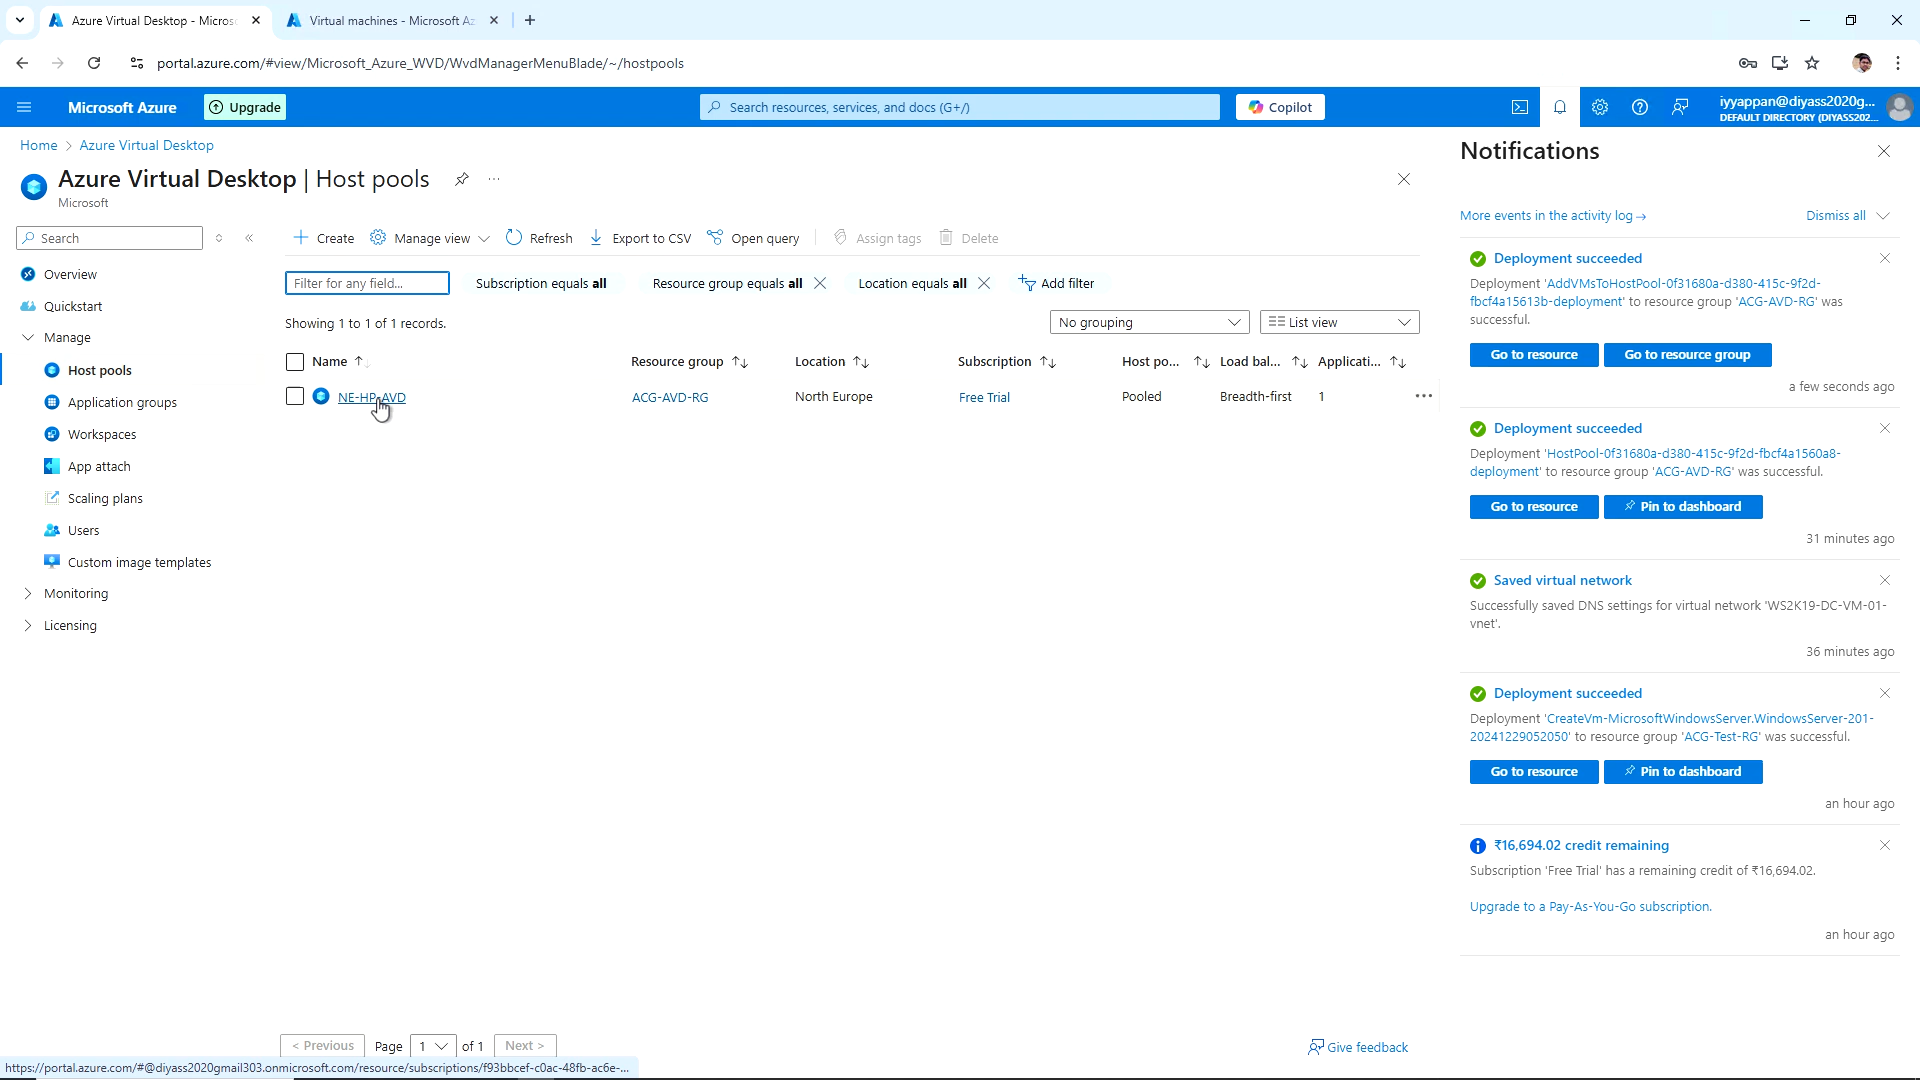 Azure Virtual Desktop - Micros
Virtual machines - Microsoft Az
portal.azure.com/#view/Microsoft_Azure_WVD/WvdManagerMenuBlade/~/hostpools
Microsoft Azure
Upgrade
Search resources, services, and docs (G+/)
Copilot
iyyappan@diyass2020g...
DEFAULT DIRECTORY (DIYASS202...
Home > Azure Virtual Desktop
Azure Virtual Desktop | Host pools
Microsoft
Search
Overview
Quickstart
Manage
Host pools
Application groups
Workspaces
App attach
Scaling plans
Users
Custom image templates
Monitoring
Licensing
Create
Manage view
Refresh
Export to CSV
Open query
Assign tags
Delete
Filter for any field...
Subscription equals all
Resource group equals all
Location equals all
Add filter
Showing 1 to 1 of 1 records.
No grouping
List view
Name
Resource group
Location
Subscription
Host po...
Load bal...
Applicati...
NE-HP-AVD
ACG-AVD-RG
North Europe
Free Trial
Pooled
Breadth-first
1
< Previous
Page
1
of 1
Next >
Give feedback
https://portal.azure.com/#@diyass2020gmail303.onmicrosoft.com/resource/subscriptions/f93bbcef-c0ac-48fb-ac6e-...
Notifications
More events in the activity log →
Dismiss all
Deployment succeeded
Deployment 'AddVMsToHostPool-0f31680a-d380-415c-9f2d-
fbcf4a15613b-deployment' to resource group 'ACG-AVD-RG' was
successful.
Go to resource
Go to resource group
a few seconds ago
Deployment succeeded
Deployment 'HostPool-0f31680a-d380-415c-9f2d-fbcf4a1560a8-
deployment' to resource group 'ACG-AVD-RG' was successful.
Go to resource
Pin to dashboard
31 minutes ago
Saved virtual network
Successfully saved DNS settings for virtual network 'WS2K19-DC-VM-01-
vnet'.
36 minutes ago
Deployment succeeded
Deployment 'CreateVm-MicrosoftWindowsServer.WindowsServer-201-
20241229052050' to resource group 'ACG-Test-RG' was successful.
Go to resource
Pin to dashboard
an hour ago
₹16,694.02 credit remaining
Subscription 'Free Trial' has a remaining credit of ₹16,694.02.
Upgrade to a Pay-As-You-Go subscription.
an hour ago